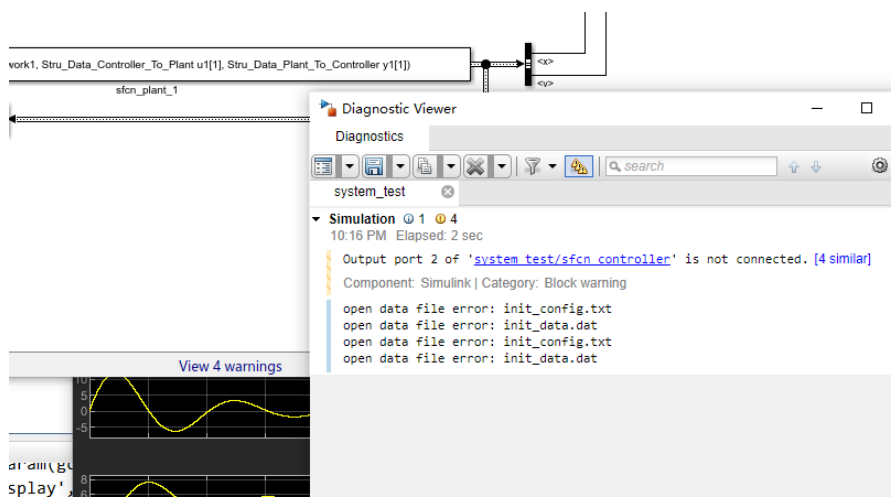 work1, Stru_Data_Controller_To_Plant u1[1], Stru_Data_Plant_To_Controller y1[1])
<x>
<y>
sfcn_plant_1
Diagnostic Viewer
Diagnostics
search
system_test
Simulation 1 4
10:16 PM Elapsed: 2 sec
Output port 2 of 'system_test/sfcn_controller' is not connected. [4 similar]
Component: Simulink | Category: Block warning
open data file error: init_config.txt
open data file error: init_data.dat
open data file error: init_config.txt
open data file error: init_data.dat
View 4 warnings
10
5
0
-5
8
6
splay',